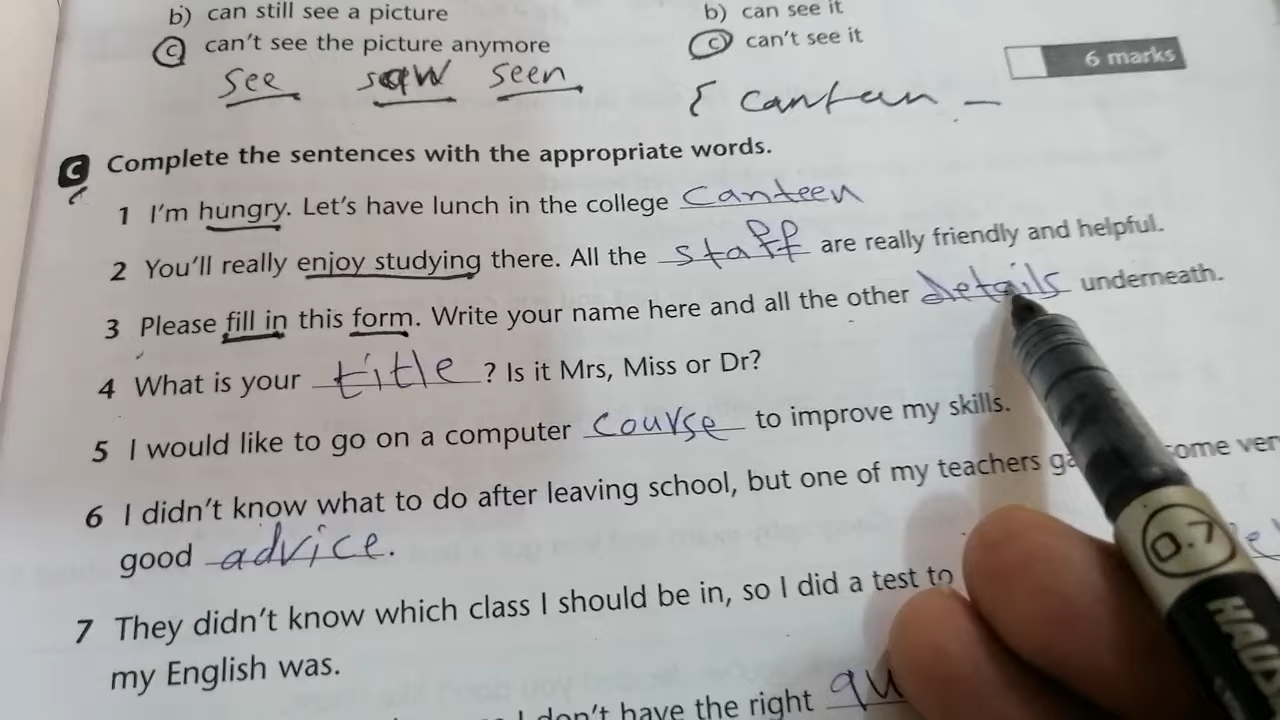 b) can still see a picture
b) can see it
c can't see the picture anymore
c can't see it
see saw seen
6 marks
C Complete the sentences with the appropriate words.
1 I'm hungry. Let's have lunch in the college canteen
2 You'll really enjoy studying there. All the staff are really friendly and helpful.
3 Please fill in this form. Write your name here and all the other details underneath.
4 What is your title? Is it Mrs, Miss or Dr?
5 I would like to go on a computer course to improve my skills.
6 I didn't know what to do after leaving school, but one of my teachers
good advice.
7 They didn't know which class I should be in, so I did a test to
my English was.
I don't have the right qu
0.7
HAUS